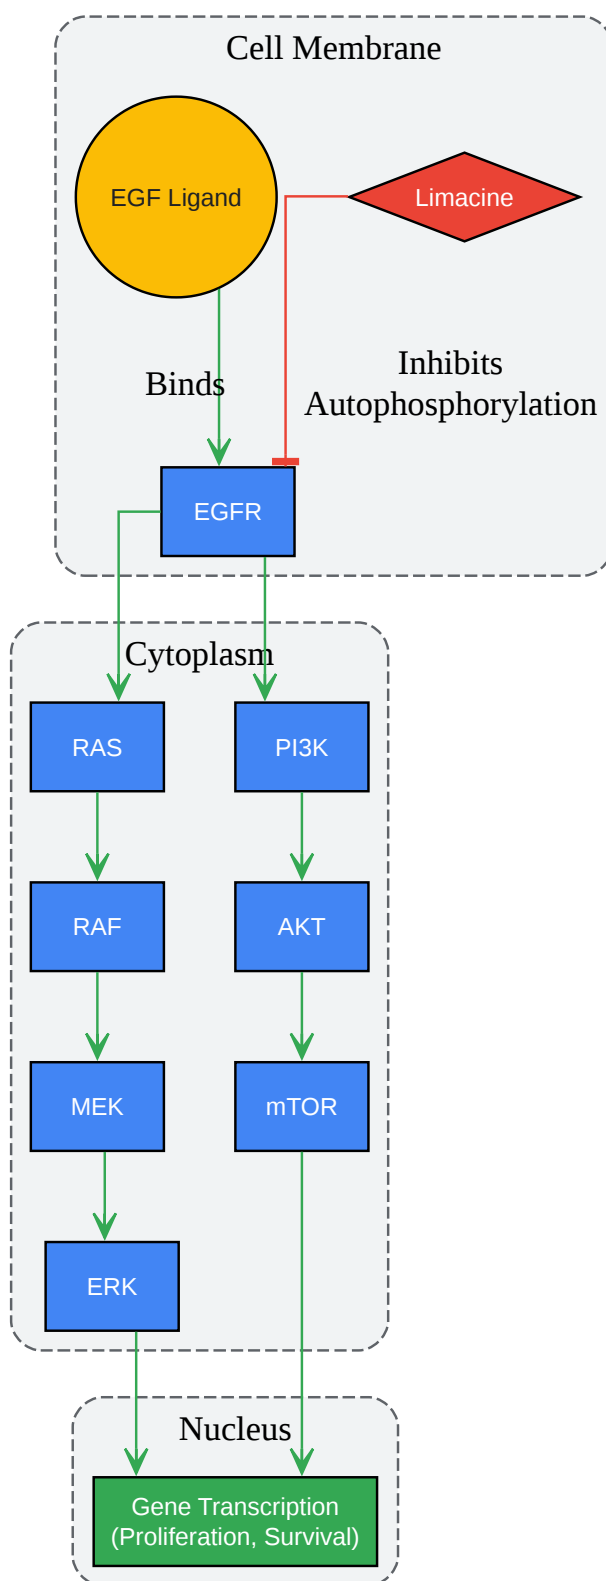 Cell Membrane
EGF Ligand
Limacine
Binds
Inhibits
Autophosphorylation
EGFR
Cytoplasm
RAS
PI3K
RAF
AKT
MEK
mTOR
ERK
Nucleus
Gene Transcription
(Proliferation, Survival)